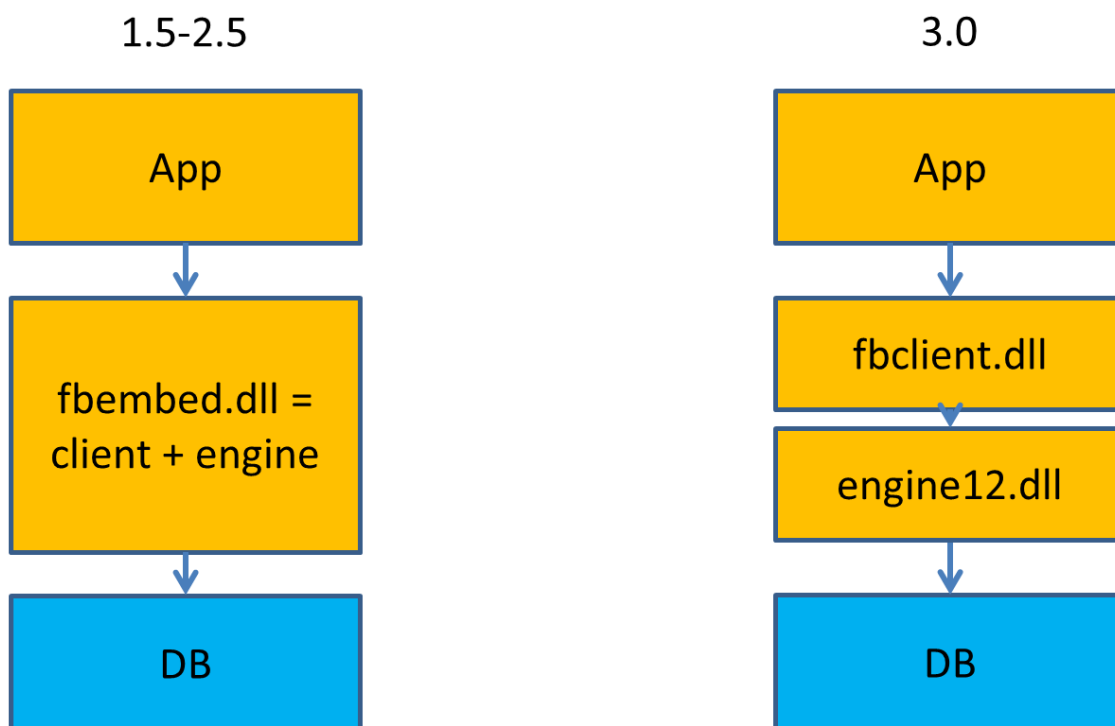 1.5-2.5
App
fbembed.dll =
client + engine
DB
3.0
App
fbclient.dll
engine12.dll
DB